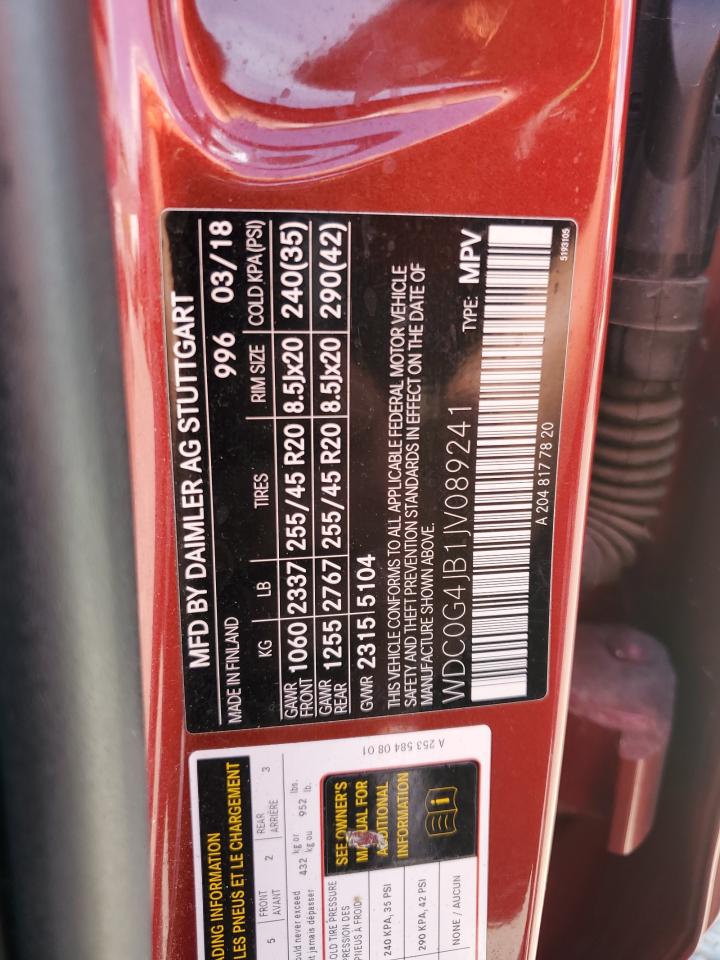 MFD BY DAIMLER AG STUTTGART
MADE IN FINLAND 996 03/18
KG LB TIRES RIM SIZE COLD KPA(PSI)
GAWR FRONT 1060 2337 255/45 R20 8.5Jx20 240(35)
GAWR REAR 1255 2767 255/45 R20 8.5Jx20 290(42)
GVWR 2315 5104
THIS VEHICLE CONFORMS TO ALL APPLICABLE FEDERAL MOTOR VEHICLE
SAFETY AND THEFT PREVENTION STANDARDS IN EFFECT ON THE DATE OF
MANUFACTURE SHOWN ABOVE.
WDC0G4JB1JV089241 TYPE: MPV
A 204 817 78 20
5193105
INFORMATION
LES PNEUS ET LE CHARGEMENT
5 FRONT 2 REAR 3
AVANT ARRIÈRE
never exceed 432 kg or 952 lbs.
jamais dépasser kg ou lb.
TIRE PRESSURE
DES
À FROID
240 KPA, 35 PSI
290 KPA, 42 PSI
NONE / AUCUN
SEE OWNER'S
FOR
ADDITIONAL
INFORMATION
A 253 584 08 01